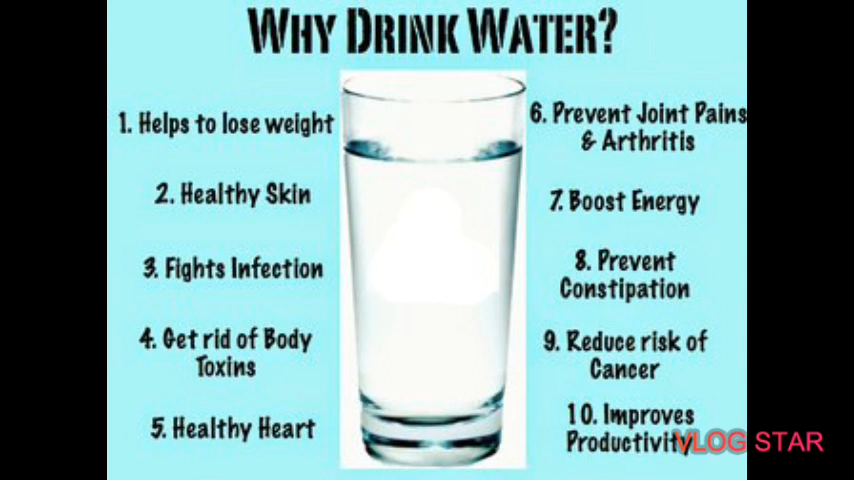 WHY DRINK WATER?
1. Helps to lose weight
2. Healthy Skin
3. Fights Infection
4. Get rid of Body
Toxins
5. Healthy Heart
6. Prevent Joint Pains
& Arthritis
7. Boost Energy
8. Prevent
Constipation
9. Reduce risk of
Cancer
10. Improves
Productivity
VLOG STAR